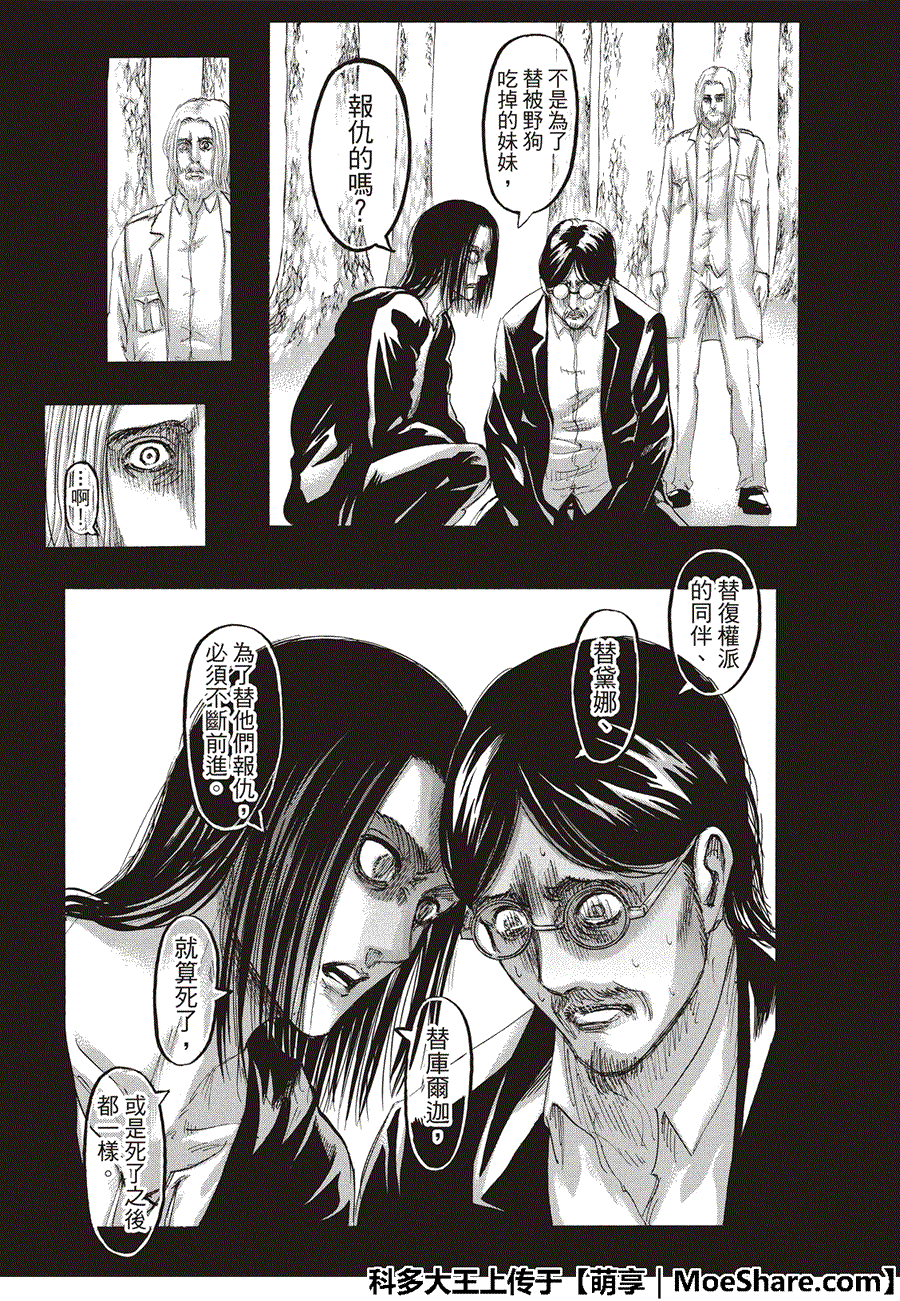 不是為了
替被野狗
吃掉的妹妹，
報仇的嗎？
…啊！
替復權派
的同伴、
替黛娜、
替庫爾迦，
為了替他們報仇，
必須不斷前進。
就算死了，
或是死了之後
都一樣。
科多大王上传于【萌享｜MoeShare.com】